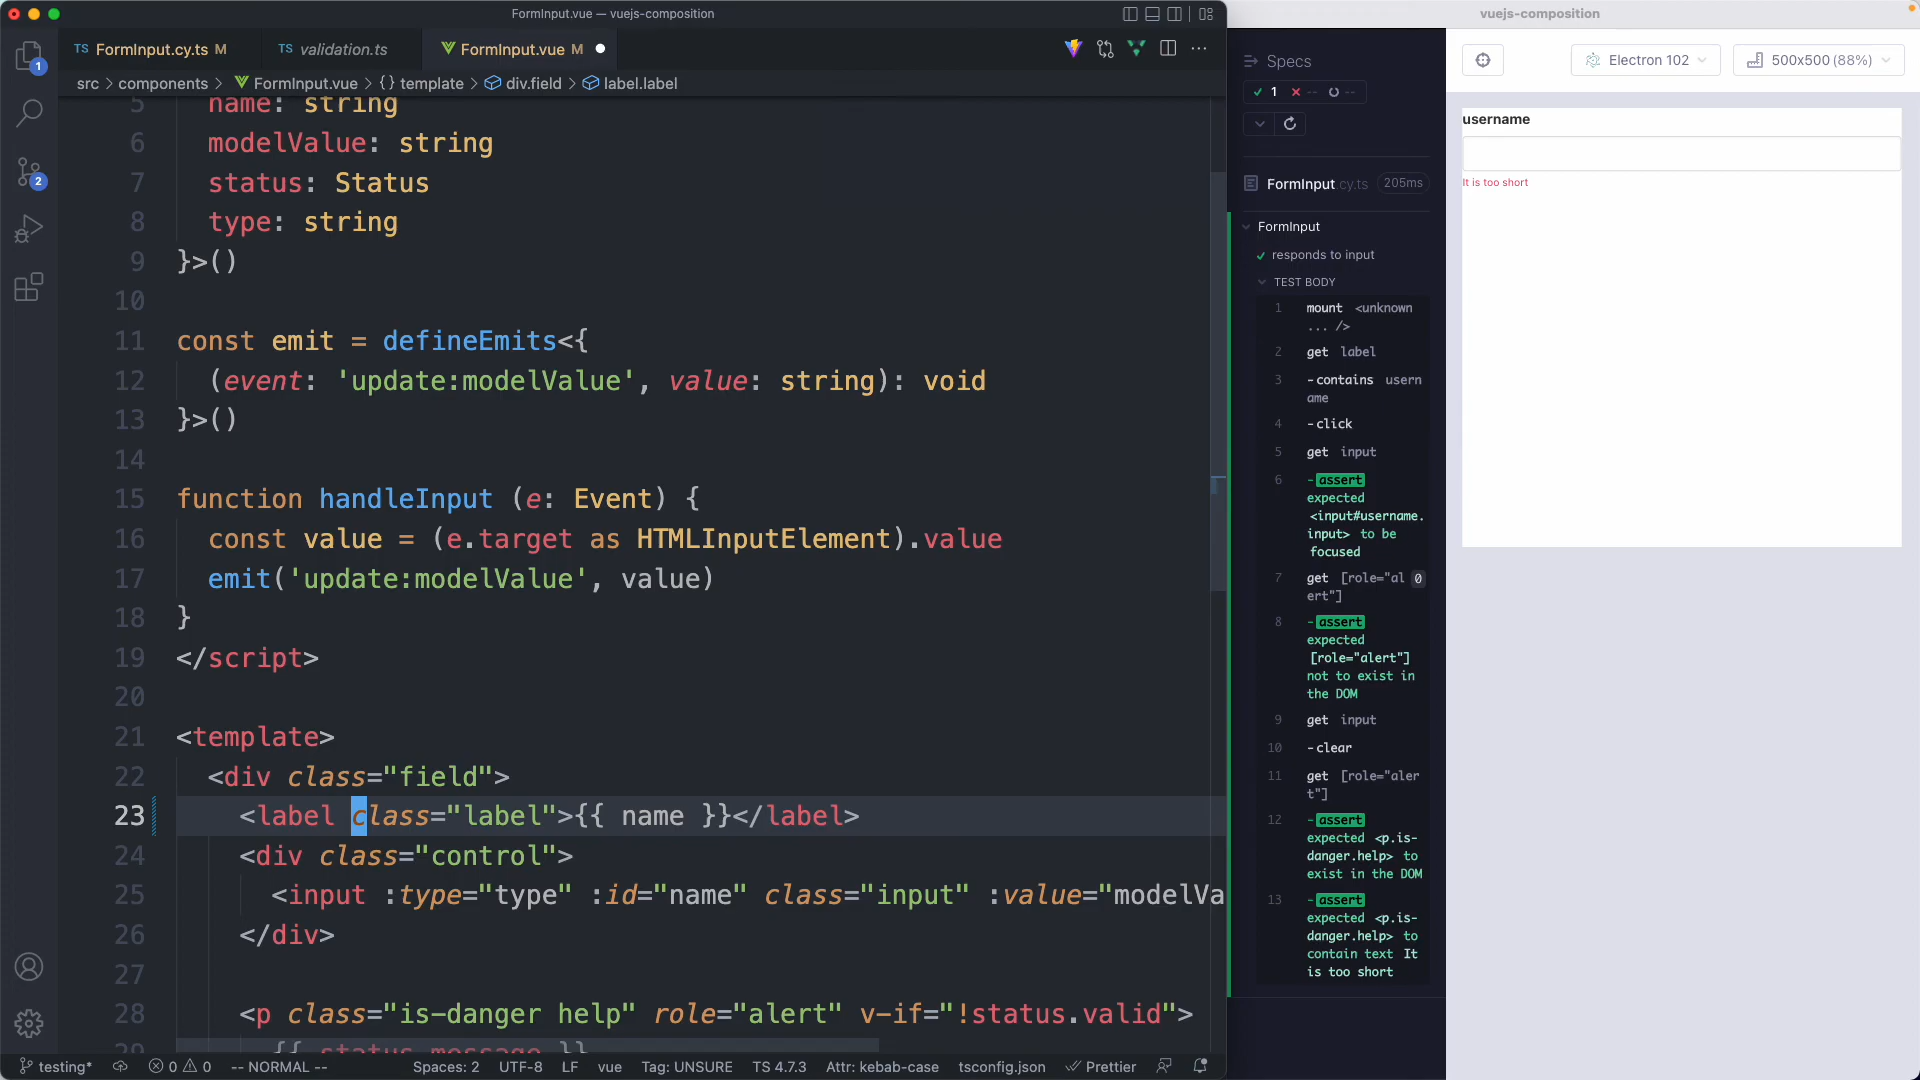 FormInput.vue — vuejs-composition
TS FormInput.cy.ts M
TS validation.ts
FormInput.vue M
src > components > FormInput.vue > {} template > div.field > label.label
5 name: string
6 modelValue: string
7 status: Status
8 type: string
9 }>()
10
11 const emit = defineEmits<{
12 (event: 'update:modelValue', value: string): void
13 }>()
14
15 function handleInput (e: Event) {
16 const value = (e.target as HTMLInputElement).value
17 emit('update:modelValue', value)
18 }
19 </script>
20
21 <template>
22 <div class="field">
23 <label class="label">{{ name }}</label>
24 <div class="control">
25 <input :type="type" :id="name" class="input" :value="modelVa
26 </div>
27
28 <p class="is-danger help" role="alert" v-if="!status.valid">
29 {{ status.message }}
1
2
testing*
0 0
-- NORMAL --
Spaces: 2
UTF-8
LF
vue
Tag: UNSURE
TS 4.7.3
Attr: kebab-case
tsconfig.json
Prettier
vuejs-composition
Specs
1 -- --
FormInput.cy.ts 205ms
FormInput
responds to input
TEST BODY
1 mount <unknown
... />
2 get label
3 -contains usern
ame
4 -click
5 get input
6 -assert
expected
<input#username.
input> to be
focused
7 get [role="al 0
ert"]
8 -assert
expected
[role="alert"]
not to exist in
the DOM
9 get input
10 -clear
11 get [role="aler
t"]
12 -assert
expected <p.is-
danger.help> to
exist in the DOM
13 -assert
expected <p.is-
danger.help> to
contain text It
is too short
Electron 102
500x500 (88%)
username
It is too short